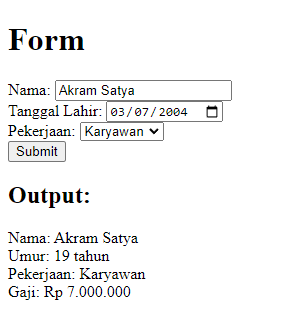 Form
Nama: Akram Satya
Tanggal Lahir: 03/07/2004
Pekerjaan: Karyawan
Submit
Output:
Nama: Akram Satya
Umur: 19 tahun
Pekerjaan: Karyawan
Gaji: Rp 7.000.000